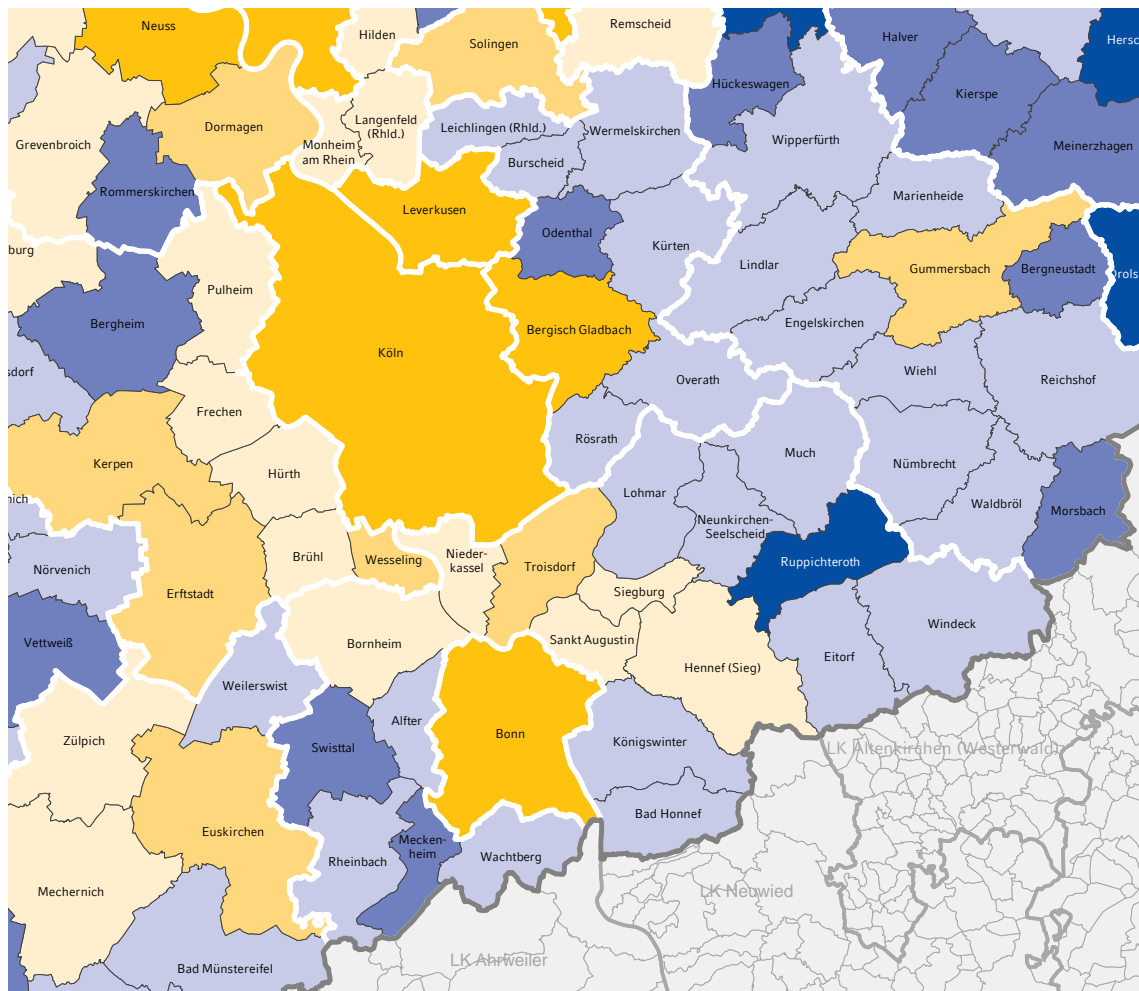 Neuss
Hilden
Remscheid
Solingen
Halver
Hersc
Hückeswagen
Kierspe
Langenfeld
(Rhld.)
Dormagen
Leichlingen (Rhld.)
Wermelskirchen
Wipperfürth
Grevenbroich
Monheim
am Rhein
Meinerzhagen
Burscheid
Rommerskirchen
Marienheide
Leverkusen
Odenthal
Kürten
burg
Lindlar
Gummersbach
Bergneustadt
Drols
Pulheim
Bergheim
Bergisch Gladbach
Engelskirchen
Köln
sdorf
Overath
Wiehl
Reichshof
Frechen
Rösrath
Much
Kerpen
Hürth
Nümbrecht
Lohmar
nich
Waldbröl
Morsbach
Neunkirchen-
Seelscheid
Brühl
Wesseling
Nieder-
kassel
Troisdorf
Ruppichteroth
Nörvenich
Erftstadt
Siegburg
Windeck
Vettweiß
Bornheim
Sankt Augustin
Hennef (Sieg)
Eitorf
Weilerswist
Alfter
Zülpich
Swisttal
Bonn
Königswinter
LK Altenkirchen (Westerwald)
Bad Honnef
Euskirchen
Mecken-
heim
Rheinbach
Wachtberg
Mechernich
LK Neuwied
Bad Münstereifel
LK Ahrweiler